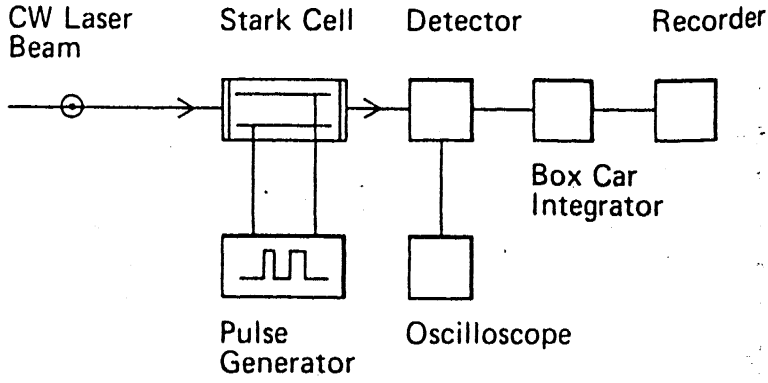 CW Laser
Beam
Stark Cell
Detector
Recorder
Box Car
Integrator
Pulse
Generator
Oscilloscope